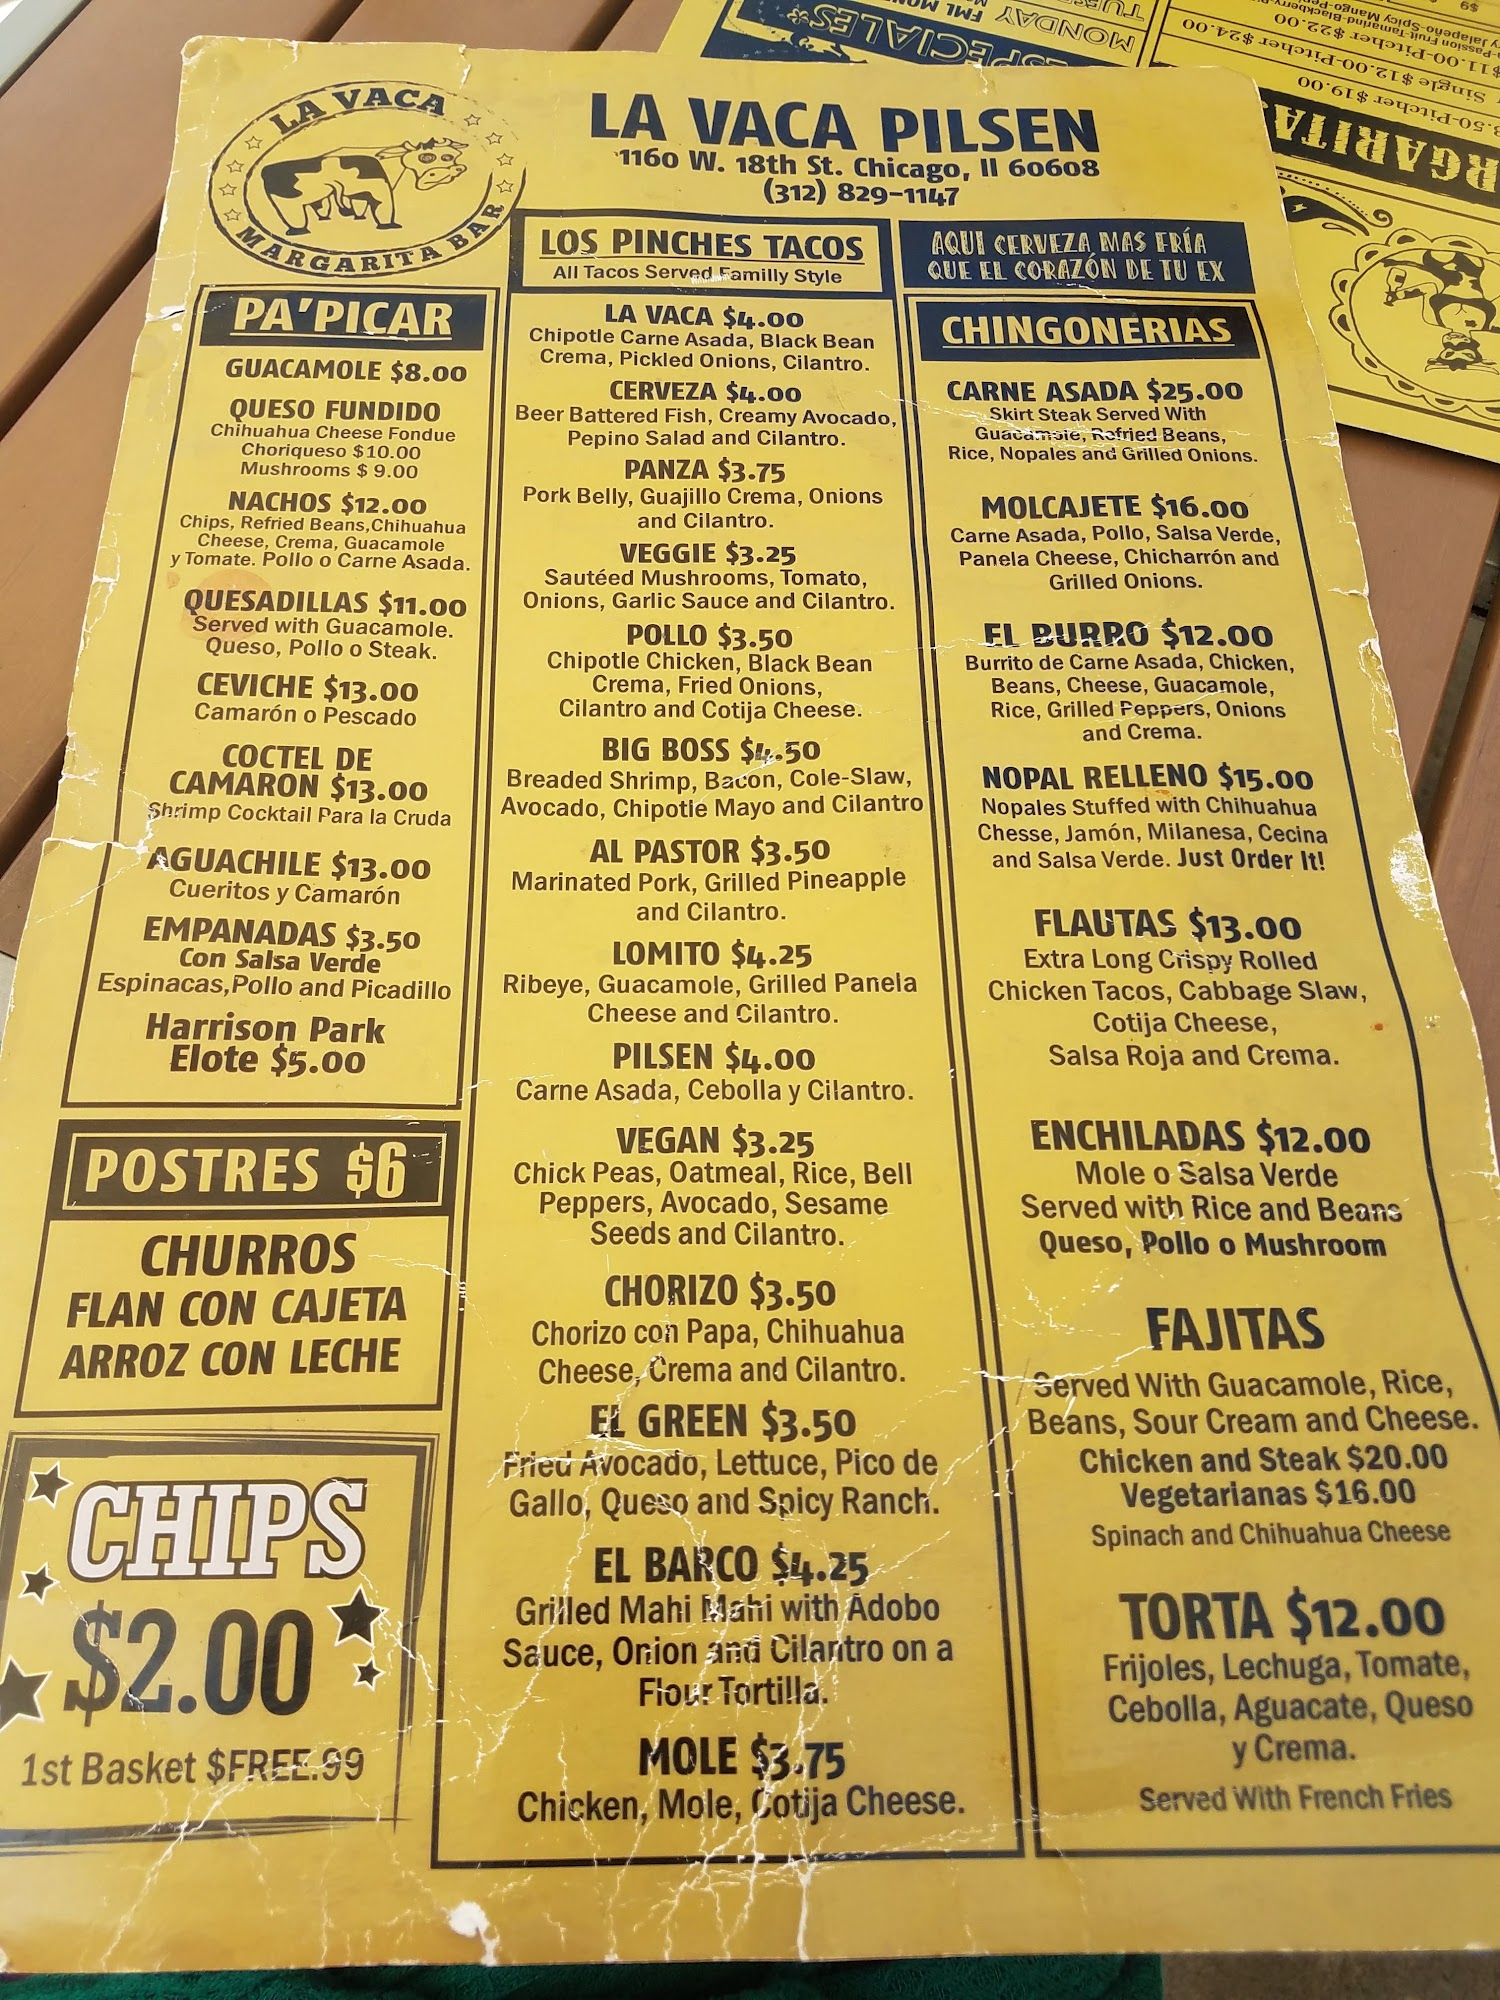 LA VACA
MARGARITA BAR
LA VACA PILSEN
1160 W. 18th St. Chicago, Il 60608
(312) 829-1147
PA'PICAR
GUACAMOLE $8.00
QUESO FUNDIDO
Chihuahua Cheese Fondue
Choriqueso $10.00
Mushrooms $ 9.00
NACHOS $12.00
Chips, Refried Beans,Chihuahua
Cheese, Crema, Guacamole
y Tomate. Pollo o Carne Asada.
QUESADILLAS $11.00
Served with Guacamole.
Queso, Pollo o Steak.
CEVICHE $13.00
Camarón o Pescado
COCTEL DE
CAMARON $13.00
Shrimp Cocktail Para la Cruda
AGUACHILE $13.00
Cueritos y Camarón
EMPANADAS $3.50
Con Salsa Verde
Espinacas,Pollo and Picadillo
Harrison Park
Elote $5.00
POSTRES $6
CHURROS
FLAN CON CAJETA
ARROZ CON LECHE
CHIPS
$2.00
1st Basket $FREE.99
LOS PINCHES TACOS
All Tacos Served Familly Style
LA VACA $4.00
Chipotle Carne Asada, Black Bean
Crema, Pickled Onions, Cilantro.
CERVEZA $4.00
Beer Battered Fish, Creamy Avocado,
Pepino Salad and Cilantro.
PANZA $3.75
Pork Belly, Guajillo Crema, Onions
and Cilantro.
VEGGIE $3.25
Sautéed Mushrooms, Tomato,
Onions, Garlic Sauce and Cilantro.
POLLO $3.50
Chipotle Chicken, Black Bean
Crema, Fried Onions,
Cilantro and Cotija Cheese.
BIG BOSS $4.50
Breaded Shrimp, Bacon, Cole-Slaw,
Avocado, Chipotle Mayo and Cilantro
AL PASTOR $3.50
Marinated Pork, Grilled Pineapple
and Cilantro.
LOMITO $4.25
Ribeye, Guacamole, Grilled Panela
Cheese and Cilantro.
PILSEN $4.00
Carne Asada, Cebolla y Cilantro.
VEGAN $3.25
Chick Peas, Oatmeal, Rice, Bell
Peppers, Avocado, Sesame
Seeds and Cilantro.
CHORIZO $3.50
Chorizo con Papa, Chihuahua
Cheese, Crema and Cilantro.
EL GREEN $3.50
Fried Avocado, Lettuce, Pico de
Gallo, Queso and Spicy Ranch.
EL BARCO $4.25
Grilled Mahi Mahi with Adobo
Sauce, Onion and Cilantro on a
Flour Tortilla.
MOLE $3.75
Chicken, Mole, Cotija Cheese.
AQUI CERVEZA MAS FRÍA
QUE EL CORAZÓN DE TU EX
CHINGONERIAS
CARNE ASADA $25.00
Skirt Steak Served With
Guacamole, Refried Beans,
Rice, Nopales and Grilled Onions.
MOLCAJETE $16.00
Carne Asada, Pollo, Salsa Verde,
Panela Cheese, Chicharrón and
Grilled Onions.
EL BURRO $12.00
Burrito de Carne Asada, Chicken,
Beans, Cheese, Guacamole,
Rice, Grilled Peppers, Onions
and Crema.
NOPAL RELLENO $15.00
Nopales Stuffed with Chihuahua
Chesse, Jamón, Milanesa, Cecina
and Salsa Verde. Just Order It!
FLAUTAS $13.00
Extra Long Crispy Rolled
Chicken Tacos, Cabbage Slaw,
Cotija Cheese,
Salsa Roja and Crema.
ENCHILADAS $12.00
Mole o Salsa Verde
Served with Rice and Beans
Queso, Pollo o Mushroom
FAJITAS
Served With Guacamole, Rice,
Beans, Sour Cream and Cheese.
Chicken and Steak $20.00
Vegetarianas $16.00
Spinach and Chihuahua Cheese
TORTA $12.00
Frijoles, Lechuga, Tomate,
Cebolla, Aguacate, Queso
y Crema.
Served With French Fries
ESPECIALES*
MONDAY
.50-Pitcher $19.00
Single $12.00-Pitcher $24.00
$11.00-Pitcher $22.00